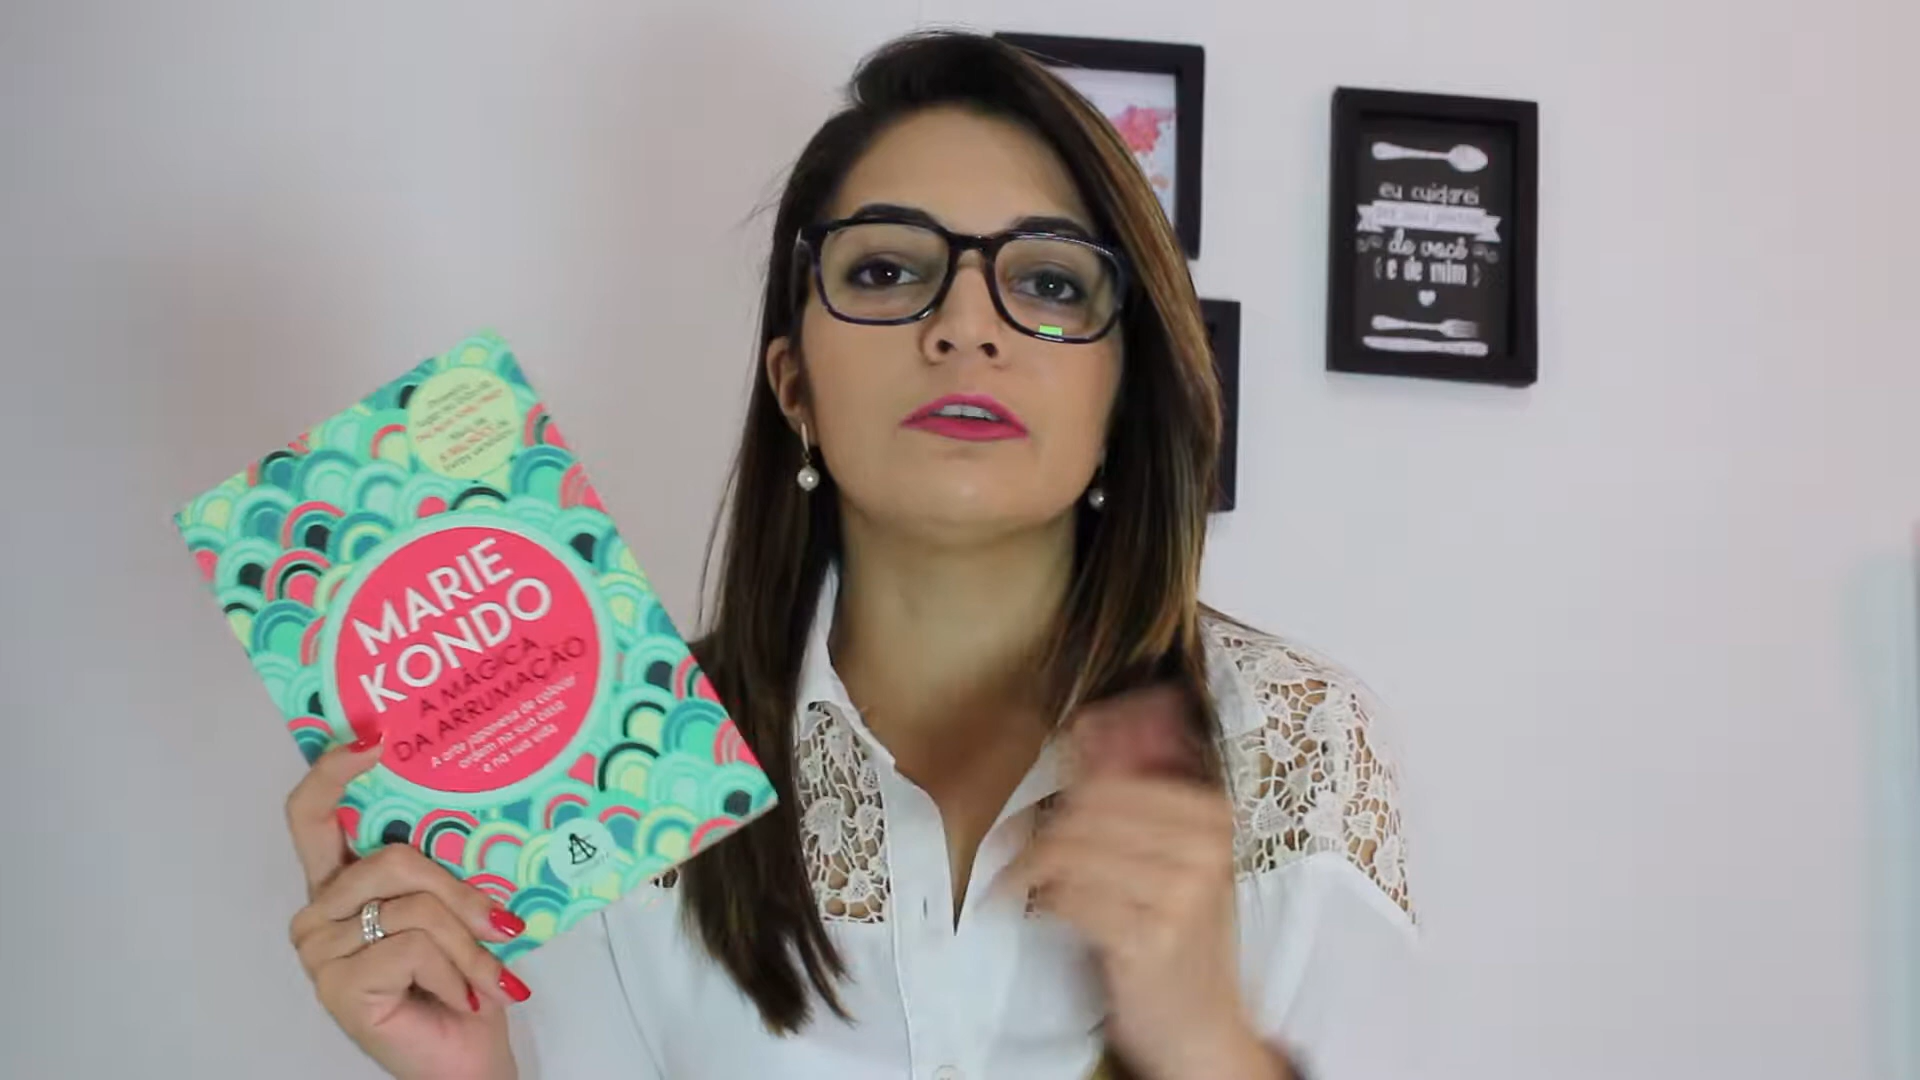 MARIE
KONDO
A MÁGICA
DA ARRUMAÇÃO
A arte japonesa de colocar
ordem na sua casa
e na sua vida
eu cuidarei
de você
e de mim